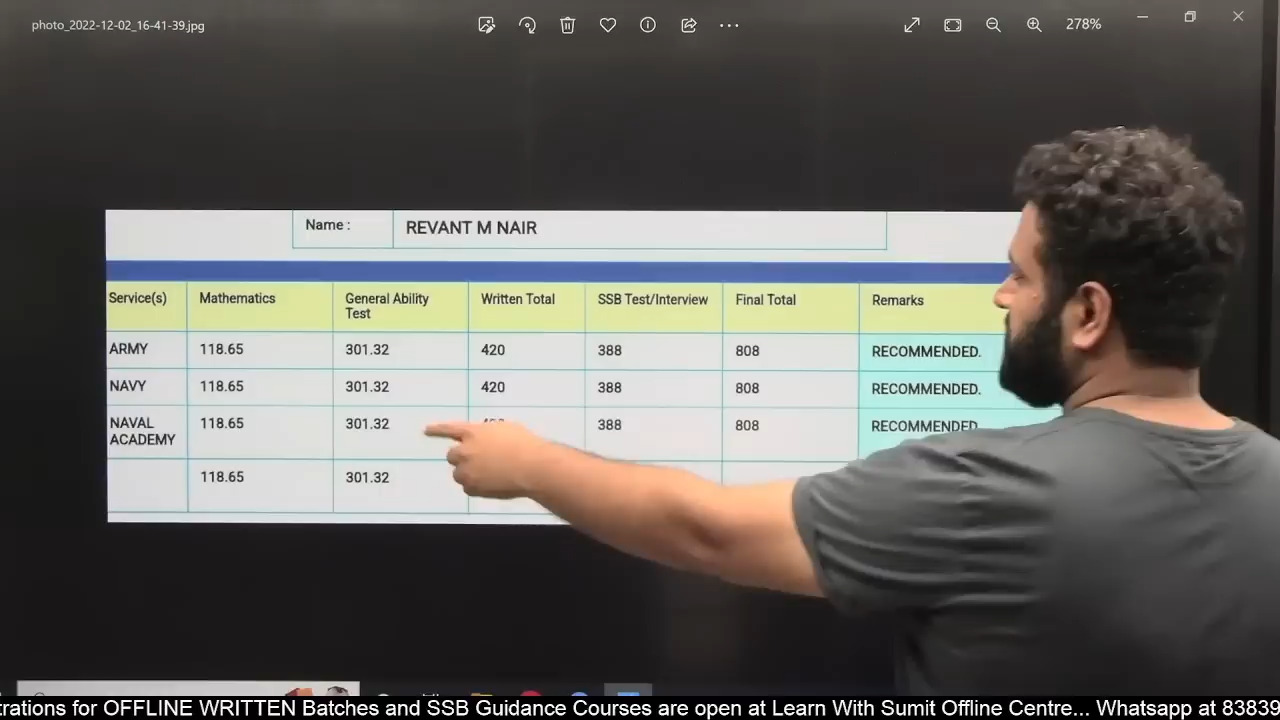 photo_2022-12-02_16-41-39.jpg
278%
Name : REVANT M NAIR
Service(s) Mathematics General Ability Test Written Total SSB Test/Interview Final Total Remarks
ARMY 118.65 301.32 420 388 808 RECOMMENDED.
NAVY 118.65 301.32 420 388 808 RECOMMENDED.
NAVAL ACADEMY 118.65 301.32 388 808 RECOMMENDED
118.65 301.32
trations for OFFLINE WRITTEN Batches and SSB Guidance Courses are open at Learn With Sumit Offline Centre... Whatsapp at 83839